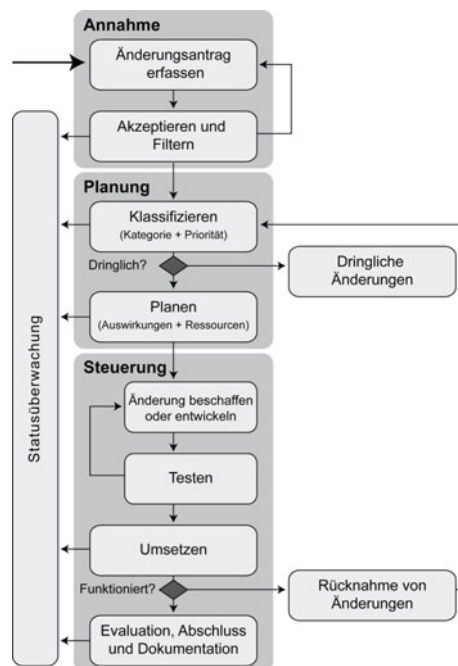 Annahme
Änderungsantrag
erfassen
Akzeptieren und
Filtern
Planung
Klassifizieren
(Kategorie + Priorität)
Dringlich?
Dringliche
Änderungen
Planen
(Auswirkungen + Ressourcen)
Steuerung
Änderung beschaffen
oder entwickeln
Testen
Umsetzen
Funktioniert?
Rücknahme von
Änderungen
Evaluation, Abschluss
und Dokumentation
Statusüberwachung